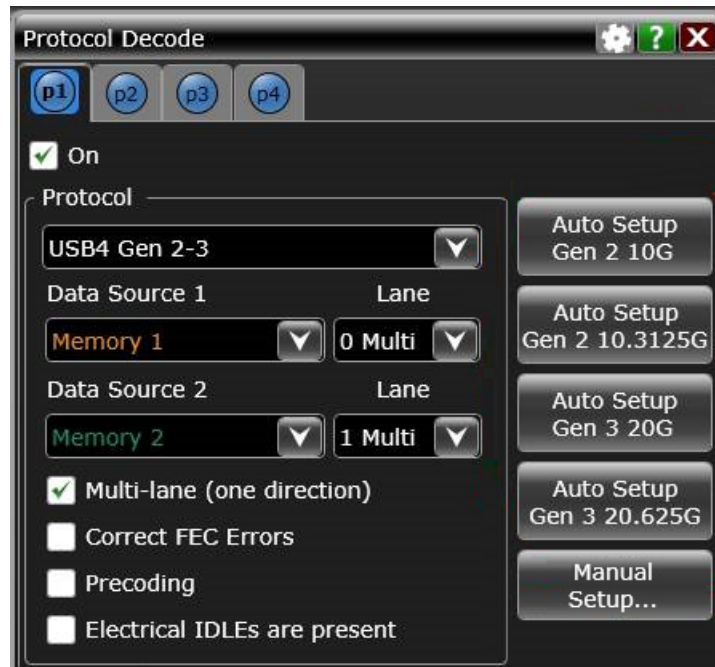 Protocol Decode
?
X
p1 p2 p3 p4
On
Protocol
USB4 Gen 2-3
Data Source 1 Lane
Memory 1 0 Multi
Data Source 2 Lane
Memory 2 1 Multi
Multi-lane (one direction)
Correct FEC Errors
Precoding
Electrical IDLEs are present
Auto Setup
Gen 2 10G
Auto Setup
Gen 2 10.3125G
Auto Setup
Gen 3 20G
Auto Setup
Gen 3 20.625G
Manual
Setup...